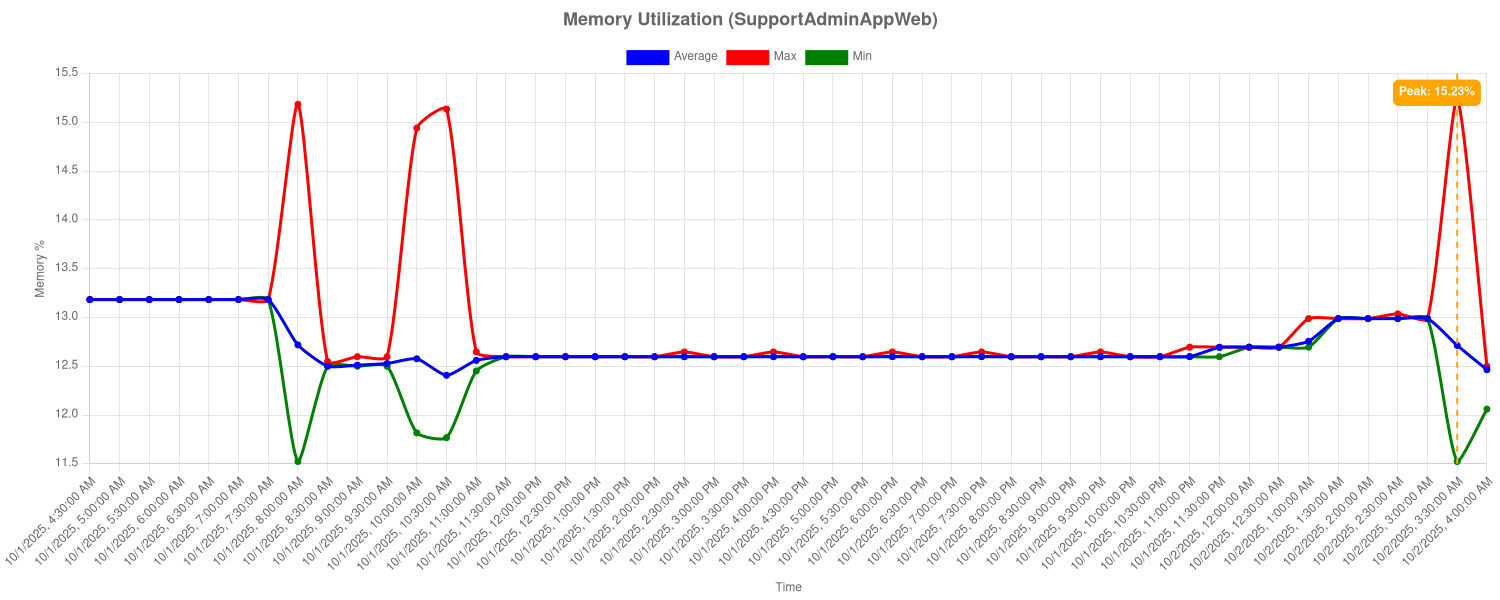 Memory Utilization (SupportAdminAppWeb)
Average Max Min
15.5
Peak: 15.23%
15.0
14.5
14.0
13.5
Memory %
13.0
12.5
12.0
11.5
10/1/2025, 4:30:00 AM
10/1/2025, 5:00:00 AM
10/1/2025, 5:30:00 AM
10/1/2025, 6:00:00 AM
10/1/2025, 6:30:00 AM
10/1/2025, 7:00:00 AM
10/1/2025, 7:30:00 AM
10/1/2025, 8:00:00 AM
10/1/2025, 8:30:00 AM
10/1/2025, 9:00:00 AM
10/1/2025, 9:30:00 AM
10/1/2025, 10:00:00 AM
10/1/2025, 10:30:00 AM
10/1/2025, 11:00:00 AM
10/1/2025, 11:30:00 AM
10/1/2025, 12:00:00 PM
10/1/2025, 12:30:00 PM
10/1/2025, 1:00:00 PM
10/1/2025, 1:30:00 PM
10/1/2025, 2:00:00 PM
10/1/2025, 2:30:00 PM
10/1/2025, 3:00:00 PM
10/1/2025, 3:30:00 PM
10/1/2025, 4:00:00 PM
10/1/2025, 4:30:00 PM
10/1/2025, 5:00:00 PM
10/1/2025, 5:30:00 PM
10/1/2025, 6:00:00 PM
10/1/2025, 6:30:00 PM
10/1/2025, 7:00:00 PM
10/1/2025, 7:30:00 PM
10/1/2025, 8:00:00 PM
10/1/2025, 8:30:00 PM
10/1/2025, 9:00:00 PM
10/1/2025, 9:30:00 PM
10/1/2025, 10:00:00 PM
10/1/2025, 10:30:00 PM
10/1/2025, 11:00:00 PM
10/1/2025, 11:30:00 PM
10/2/2025, 12:00:00 AM
10/2/2025, 12:30:00 AM
10/2/2025, 1:00:00 AM
10/2/2025, 1:30:00 AM
10/2/2025, 2:00:00 AM
10/2/2025, 2:30:00 AM
10/2/2025, 3:00:00 AM
10/2/2025, 3:30:00 AM
10/2/2025, 4:00:00 AM
Time